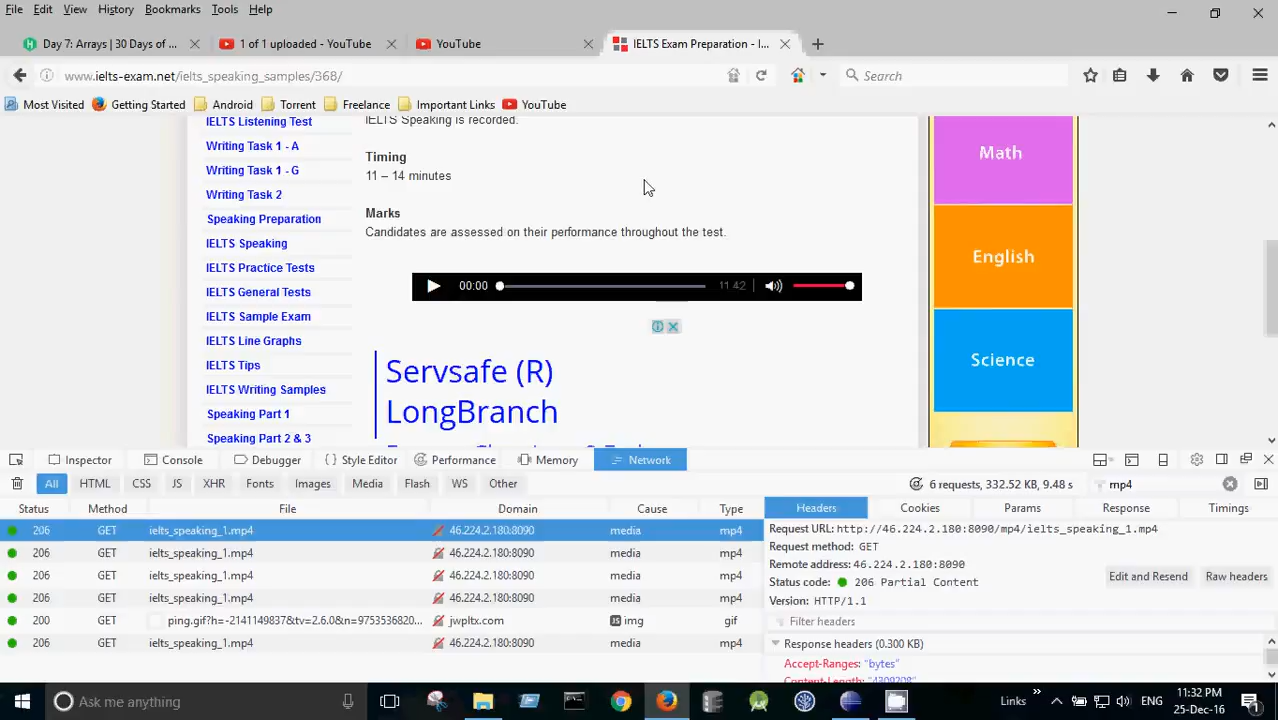 File Edit View History Bookmarks Tools Help
Day 7: Arrays | 30 Days of ... 1 of 1 uploaded - YouTube YouTube IELTS Exam Preparation - I...
www.ielts-exam.net/ielts_speaking_samples/368/ Search
Most Visited Getting Started Android Torrent Freelance Important Links YouTube
IELTS Listening Test
Writing Task 1 - A
Writing Task 1 - G
Writing Task 2
Speaking Preparation
IELTS Speaking
IELTS Practice Tests
IELTS General Tests
IELTS Sample Exam
IELTS Line Graphs
IELTS Tips
IELTS Writing Samples
Speaking Part 1
Speaking Part 2 & 3
IELTS Speaking is recorded.
Timing
11 – 14 minutes
Marks
Candidates are assessed on their performance throughout the test.
00:00 11:42
Servsafe (R)
LongBranch
Math
English
Science
Inspector Console Debugger Style Editor Performance Memory Network
All HTML CSS JS XHR Fonts Images Media Flash WS Other 6 requests, 332.52 KB, 9.48 s mp4
Status Method File Domain Cause Type
206 GET ielts_speaking_1.mp4 46.224.2.180:8090 media mp4
206 GET ielts_speaking_1.mp4 46.224.2.180:8090 media mp4
206 GET ielts_speaking_1.mp4 46.224.2.180:8090 media mp4
206 GET ielts_speaking_1.mp4 46.224.2.180:8090 media mp4
200 GET ping.gif?h=-2141149837&tv=2.6.0&n=9753536820... jwpltx.com JS img gif
206 GET ielts_speaking_1.mp4 46.224.2.180:8090 media mp4
Headers Cookies Params Response Timings
Request URL: http://46.224.2.180:8090/mp4/ielts_speaking_1.mp4
Request method: GET
Remote address: 46.224.2.180:8090
Status code: 206 Partial Content
Edit and Resend Raw headers
Version: HTTP/1.1
Filter headers
Response headers (0.300 KB)
Accept-Ranges: "bytes"
Content-Length: "4309208"
Ask me anything
Links ENG 11:32 PM
25-Dec-16